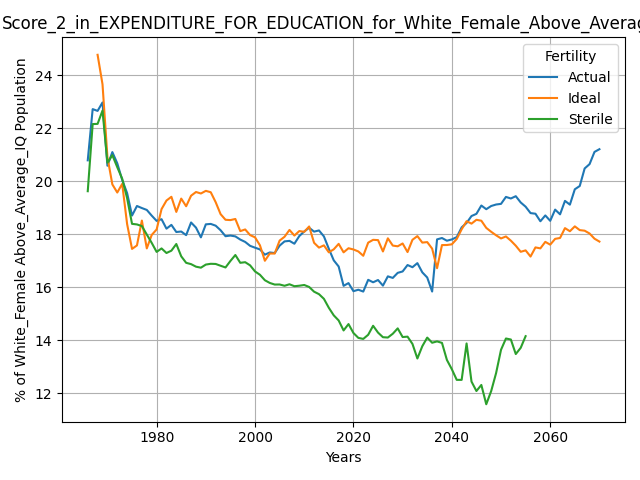 Score_2_in_EXPENDITURE_FOR_EDUCATION_for_White_Female_Above_Averag
Fertility
Actual
Ideal
Sterile
% of White_Female Above_Average_IQ Population
24
22
20
18
16
14
12
1980 2000 2020 2040 2060
Years